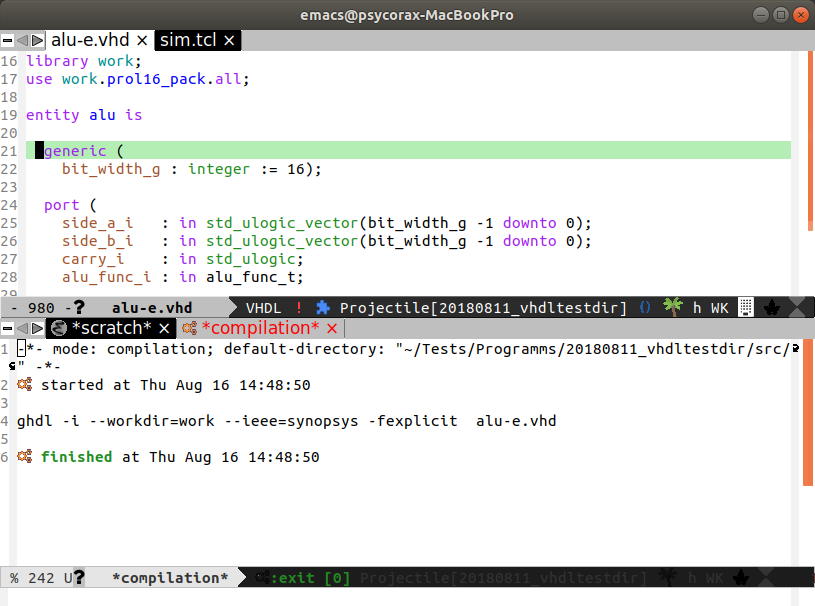 emacs@psycorax-MacBookPro
alu-e.vhd × sim.tcl ×
16 library work;
17 use work.prol16_pack.all;
18
19 entity alu is
20
21 generic (
22 bit_width_g : integer := 16);
23
24 port (
25 side_a_i : in std_ulogic_vector(bit_width_g -1 downto 0);
26 side_b_i : in std_ulogic_vector(bit_width_g -1 downto 0);
27 carry_i : in std_ulogic;
28 alu_func_i : in alu_func_t;
29
- 980 -? alu-e.vhd VHDL ! Projectile[20180811_vhdltestdir] () h WK
*scratch* × *compilation* ×
1 -*- mode: compilation; default-directory: "~/Tests/Programms/20180811_vhdltestdir/src/
" -*-
2 started at Thu Aug 16 14:48:50
3
4 ghdl -i --workdir=work --ieee=synopsys -fexplicit alu-e.vhd
5
6 finished at Thu Aug 16 14:48:50
% 242 U? *compilation* :exit [0] Projectile[20180811_vhdltestdir] h WK